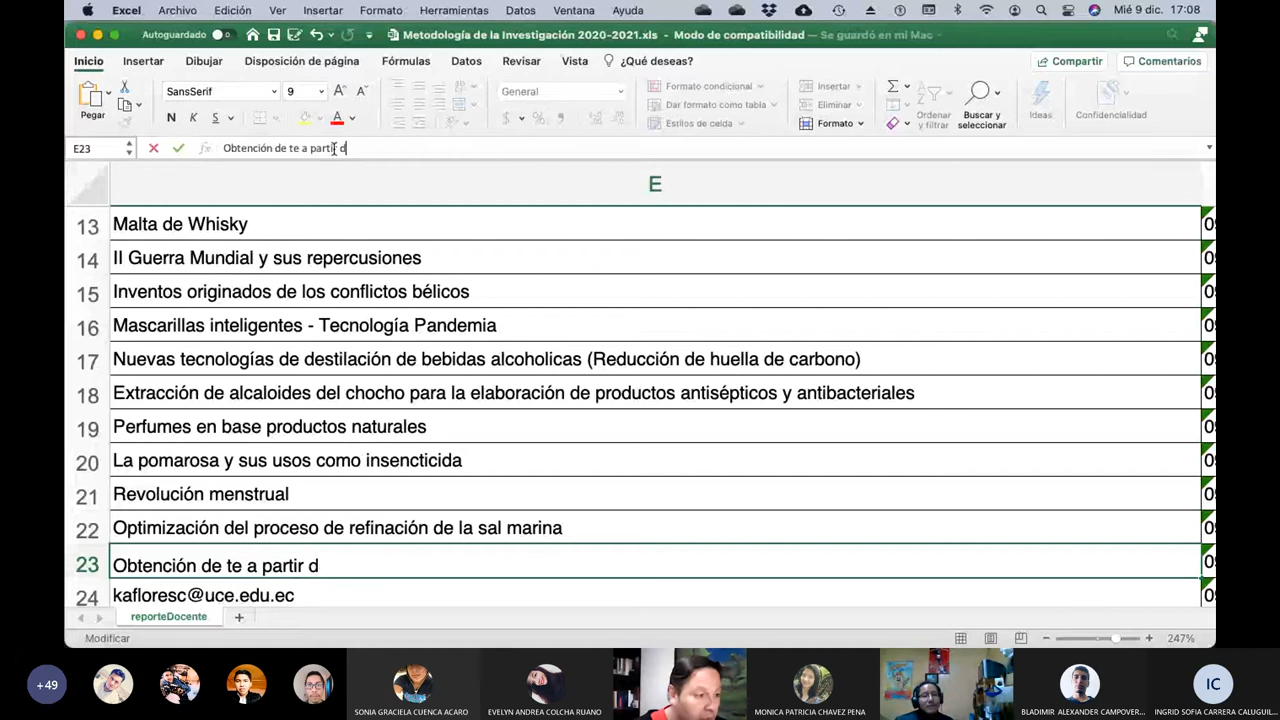 Excel Archivo Edición Ver Insertar Formato Herramientas Datos Ventana Ayuda Mié 9 dic. 17:08
Autoguardado Metodología de la Investigación 2020-2021.xls - Modo de compatibilidad — Se guardó en mi Mac
Inicio Insertar Dibujar Disposición de página Fórmulas Datos Revisar Vista ¿Qué deseas? Compartir Comentarios
Pegar
SansSerif 9
N K S
General
Formato condicional
Dar formato como tabla
Estilos de celda
Insertar
Eliminar
Formato
Ordenar y filtrar
Buscar y seleccionar
Ideas
Confidencialidad
E23 fx Obtención de te a partir d
E
13 Malta de Whisky
14 II Guerra Mundial y sus repercusiones
15 Inventos originados de los conflictos bélicos
16 Mascarillas inteligentes - Tecnología Pandemia
17 Nuevas tecnologías de destilación de bebidas alcoholicas (Reducción de huella de carbono)
18 Extracción de alcaloides del chocho para la elaboración de productos antisépticos y antibacteriales
19 Perfumes en base productos naturales
20 La pomarosa y sus usos como insencticida
21 Revolución menstrual
22 Optimización del proceso de refinación de la sal marina
23 Obtención de te a partir d
24 kafloresc@uce.edu.ec
reporteDocente
Modificar 247%
+49
SONIA GRACIELA CUENCA ACARO
EVELYN ANDREA COLCHA RUANO
MONICA PATRICIA CHAVEZ PENA
BLADIMIR ALEXANDER CAMPOVER...
IC
INGRID SOFIA CARRERA CALUGUIL...